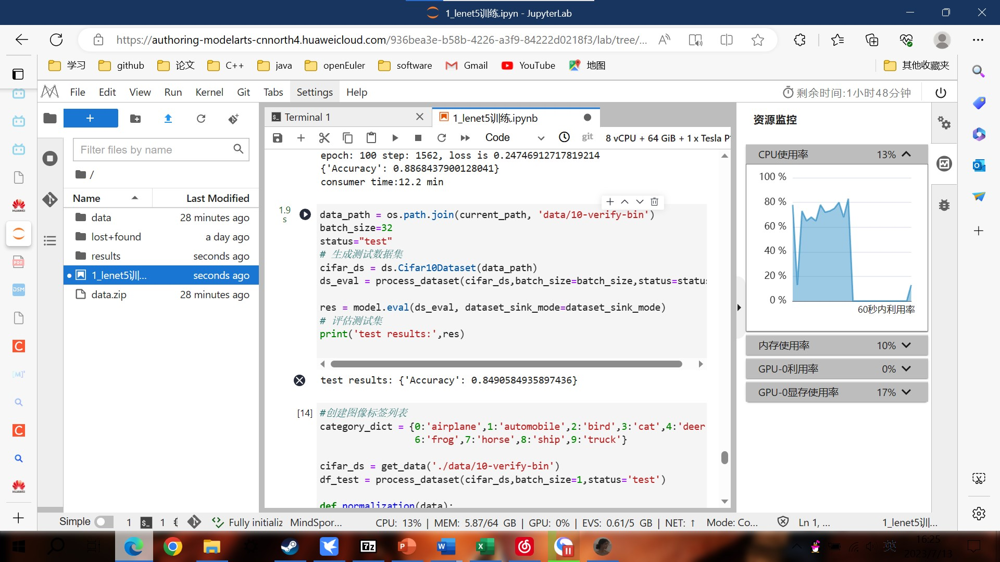 1_lenet5训练.ipyn - JupyterLab
https://authoring-modelarts-cnnorth4.huaweicloud.com/936bea3e-b58b-4226-a3f9-84222d0218f3/lab/tree/...
学习 github 论文 C++ java openEuler software Gmail YouTube 地图 其他收藏夹
File Edit View Run Kernel Git Tabs Settings Help 剩余时间:1小时48分钟
Terminal 1
1_lenet5训练.ipynb
Code
git
8 vCPU + 64 GiB + 1 x Tesla P
Filter files by name
/
Name Last Modified
data 28 minutes ago
lost+found a day ago
results seconds ago
1_lenet5训... seconds ago
data.zip 28 minutes ago
epoch: 100 step: 1562, loss is 0.24746912717819214
{'Accuracy': 0.8868437900128041}
consumer time:12.2 min
1.9
s
data_path = os.path.join(current_path, 'data/10-verify-bin')
batch_size=32
status="test"
# 生成测试数据集
cifar_ds = ds.Cifar10Dataset(data_path)
ds_eval = process_dataset(cifar_ds,batch_size=batch_size,status=statu
res = model.eval(ds_eval, dataset_sink_mode=dataset_sink_mode)
# 评估测试集
print('test results:',res)
test results: {'Accuracy': 0.8490584935897436}
[14]
#创建图像标签列表
category_dict = {0:'airplane',1:'automobile',2:'bird',3:'cat',4:'deer
6:'frog',7:'horse',8:'ship',9:'truck'}
cifar_ds = get_data('./data/10-verify-bin')
df_test = process_dataset(cifar_ds,batch_size=1,status='test')
def normalization(data):
资源监控
CPU使用率 13%
100 %
80 %
60 %
40 %
20 %
0 %
60秒内利用率
内存使用率 10%
GPU-0利用率 0%
GPU-0显存使用率 17%
Simple 1 1 Fully initializ MindSpor... CPU: 13% | MEM: 5.87/64 GB | GPU: 0% | EVS: 0.61/5 GB | NET: ↑ Mode: Co... Ln 1, ... 1_lenet5训...
HUAWEI
PDF
DSM
C
[M]
C
HUAWEI
7z
P
W
X
英
16:25
2023/7/13